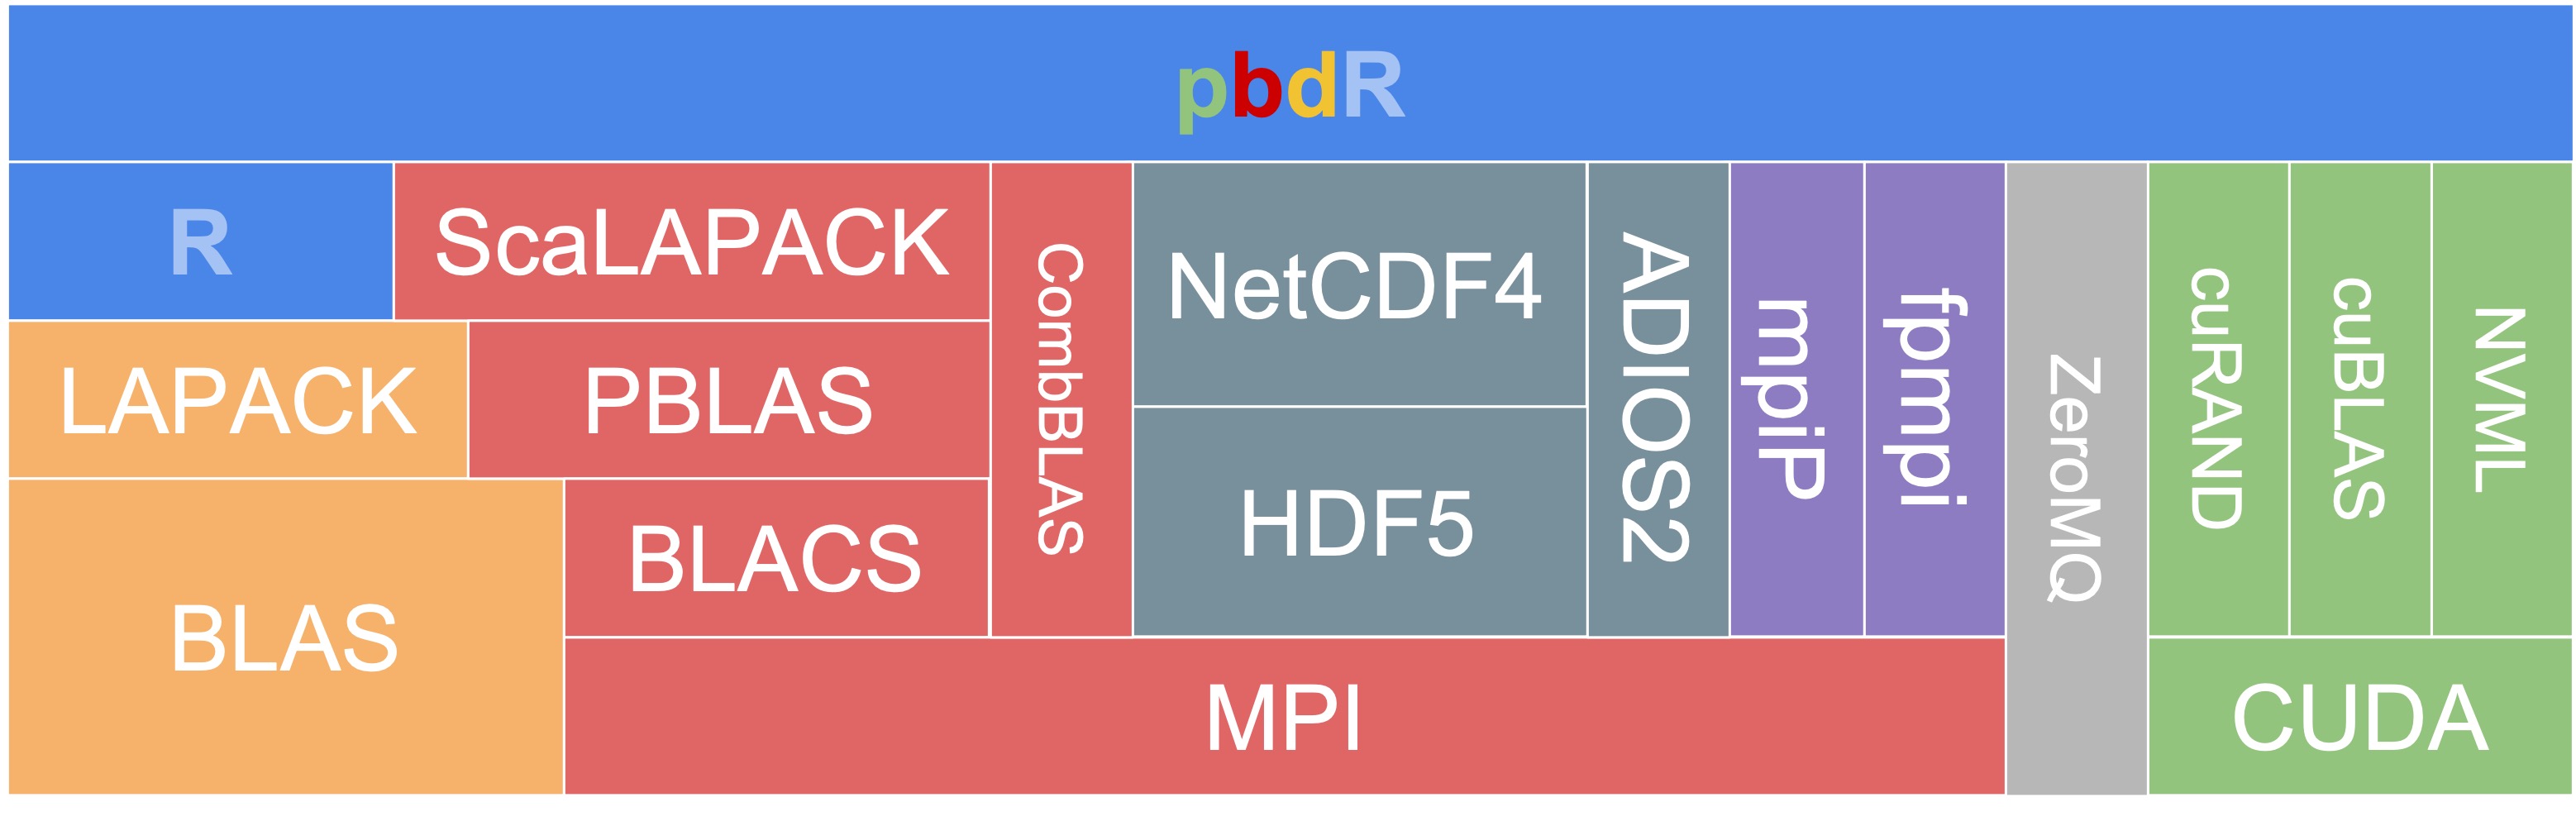 pbdR
R
ScaLAPACK
CombBLAS
NetCDF4
ADIOS2
mpiP
fpmpi
ZeroMQ
cuRAND
cuBLAS
NVML
LAPACK
PBLAS
HDF5
BLACS
BLAS
MPI
CUDA